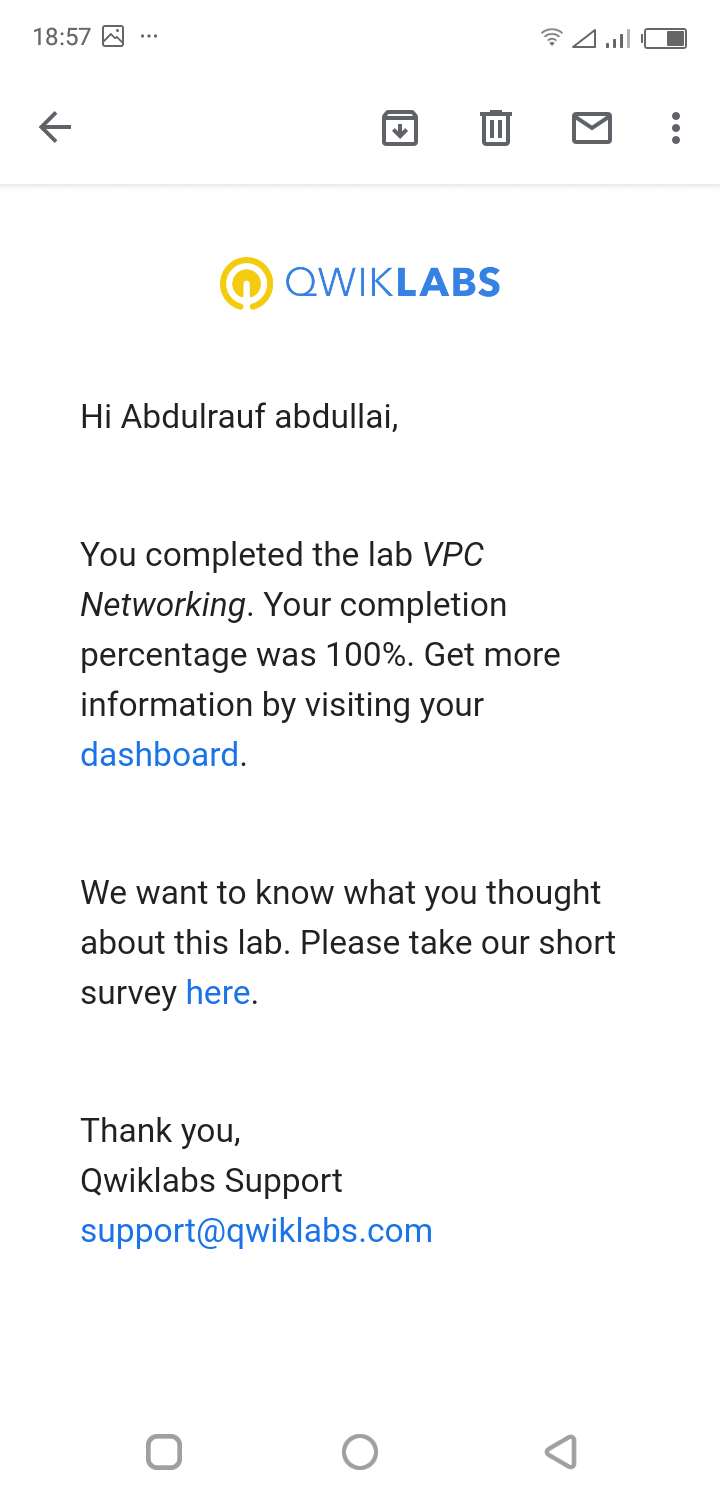 18:57
QWIKLABS
Hi Abdulrauf abdullai,
You completed the lab VPC
Networking. Your completion
percentage was 100%. Get more
information by visiting your
dashboard.
We want to know what you thought
about this lab. Please take our short
survey here.
Thank you,
Qwiklabs Support
support@qwiklabs.com